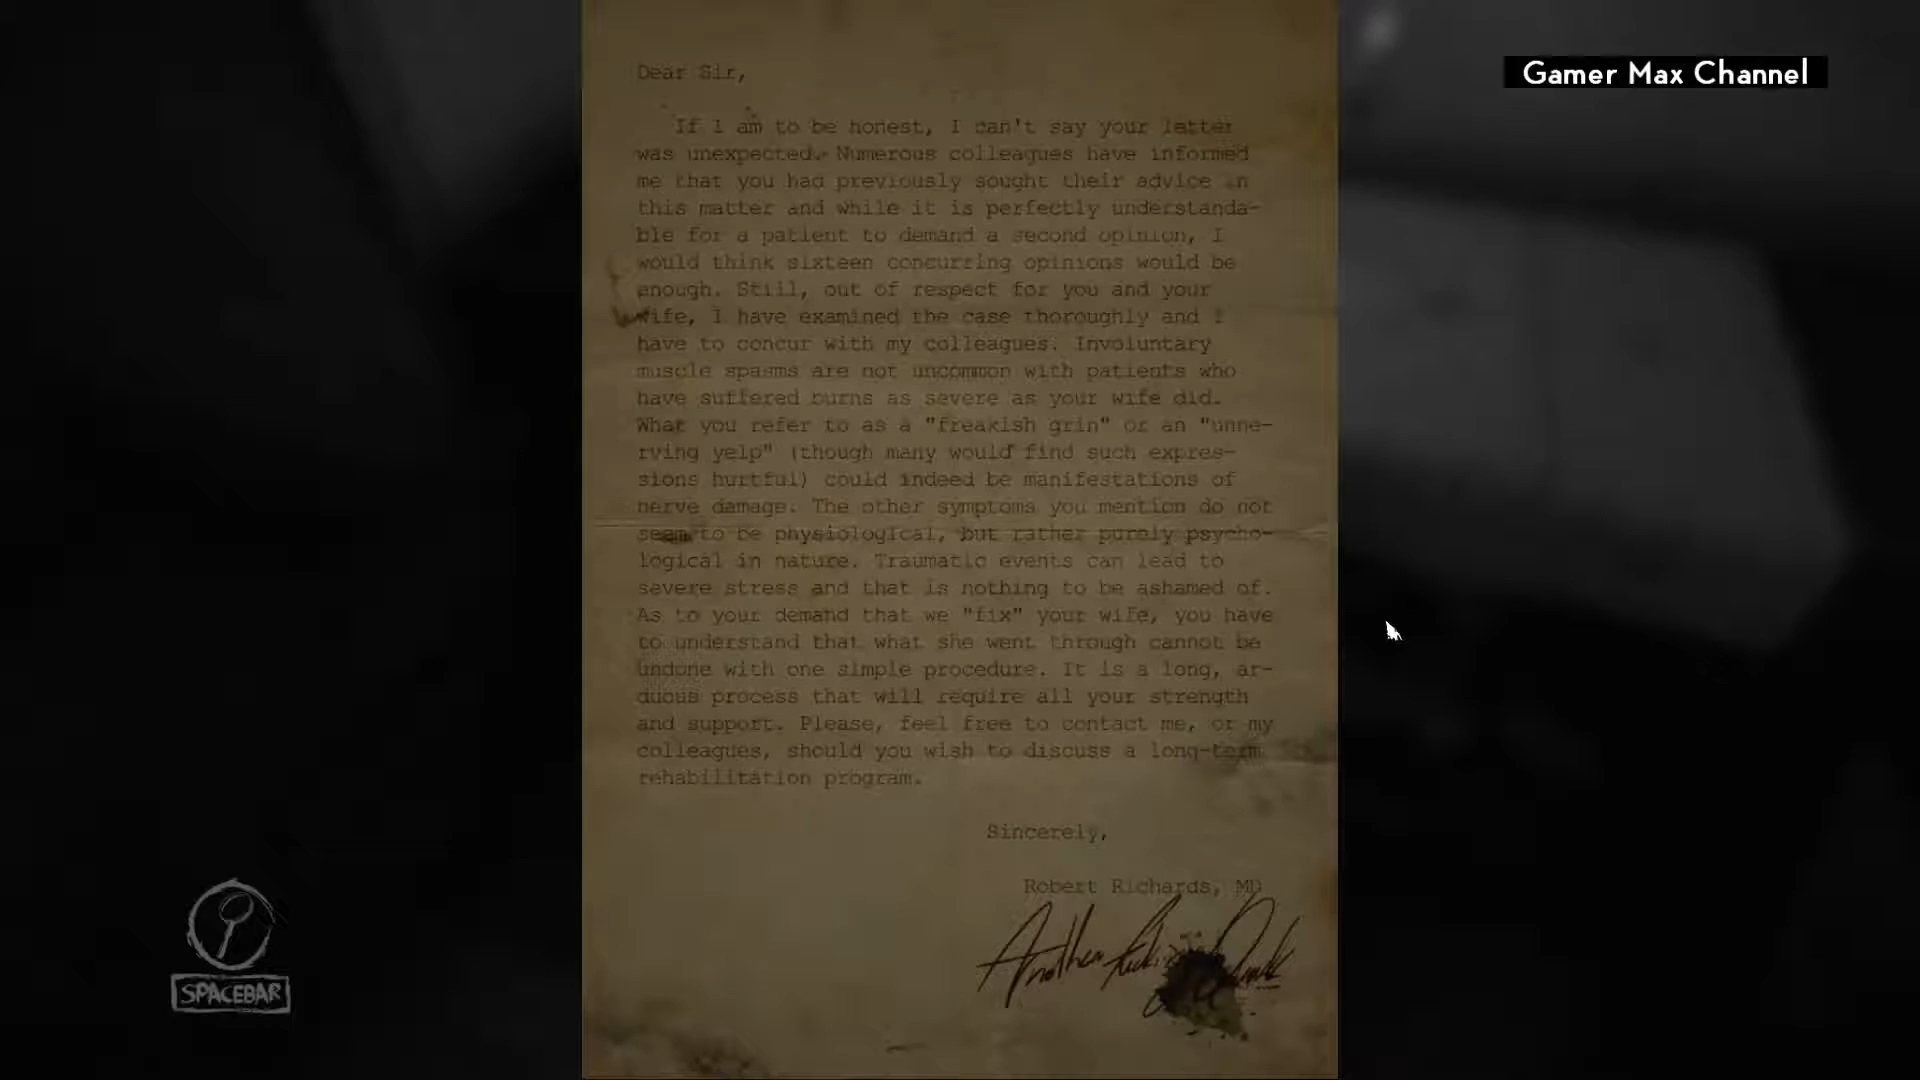 Gamer Max Channel
Dear Sir,
If I am to be honest, I can't say your letter
was unexpected. Numerous colleagues have informed
me that you had previously sought their advice in
this matter and while it is perfectly understanda-
ble for a patient to demand a second opinion, I
would think sixteen concurring opinions would be
enough. Still, out of respect for you and your
wife, I have examined the case thoroughly and I
have to concur with my colleagues. Involuntary
muscle spasms are not uncommon with patients who
have suffered burns as severe as your wife did.
What you refer to as a "freakish grin" or an "unne-
rving yelp" (though many would find such expres-
sions hurtful) could indeed be manifestations of
nerve damage. The other symptoms you mention do not
seem to be physiological, but rather purely psycho-
logical in nature. Traumatic events can lead to
severe stress and that is nothing to be ashamed of.
As to your demand that we "fix" your wife, you have
to understand that what she went through cannot be
undone with one simple procedure. It is a long, ar-
duous process that will require all your strength
and support. Please, feel free to contact me, or my
colleagues, should you wish to discuss a long-term
rehabilitation program.
Sincerely,
Robert Richards, MD
Another
SPACEBAR